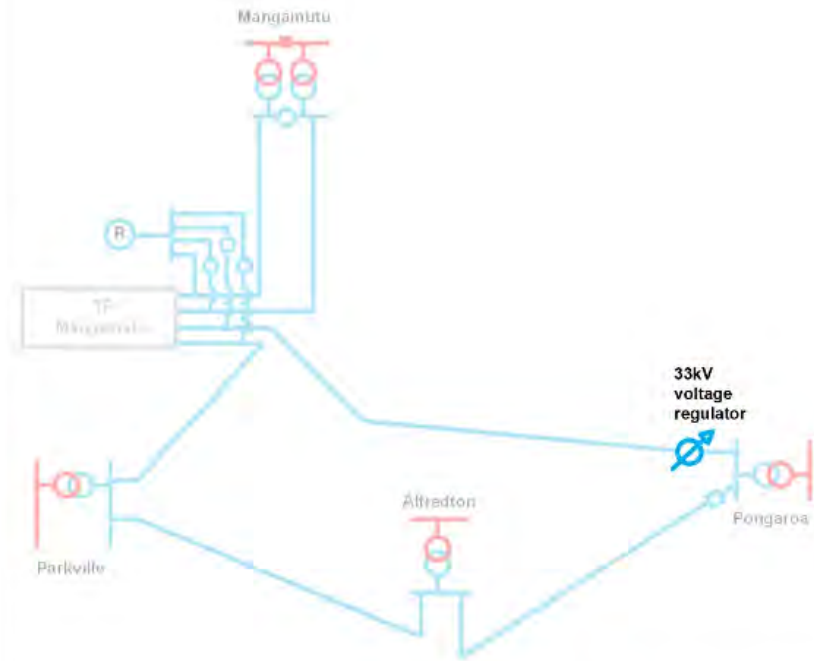 Mangamutu
R
33kV
voltage
regulator
Alfredton
Pongaroa
Parkville